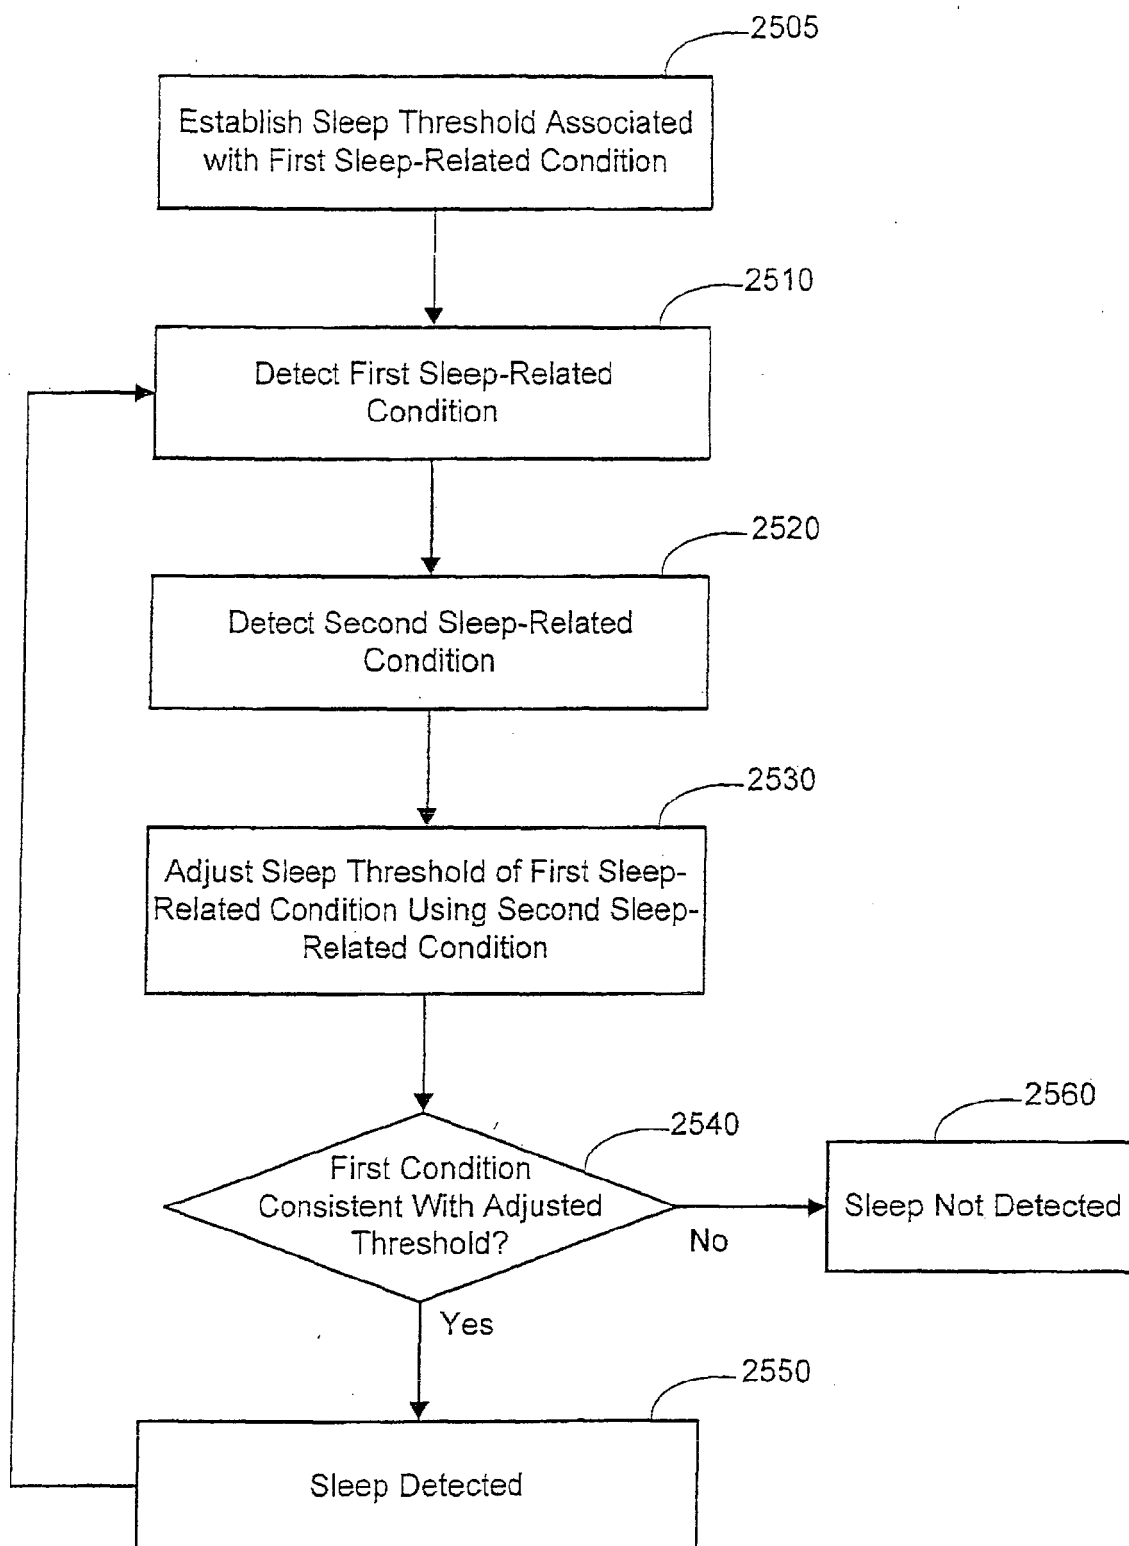 2505
Establish Sleep Threshold Associated
with First Sleep-Related Condition
2510
Detect First Sleep-Related
Condition
2520
Detect Second Sleep-Related
Condition
2530
Adjust Sleep Threshold of First Sleep-
Related Condition Using Second Sleep-
Related Condition
2540
First Condition
Consistent With Adjusted
Threshold?
No
2560
Sleep Not Detected
Yes
2550
Sleep Detected